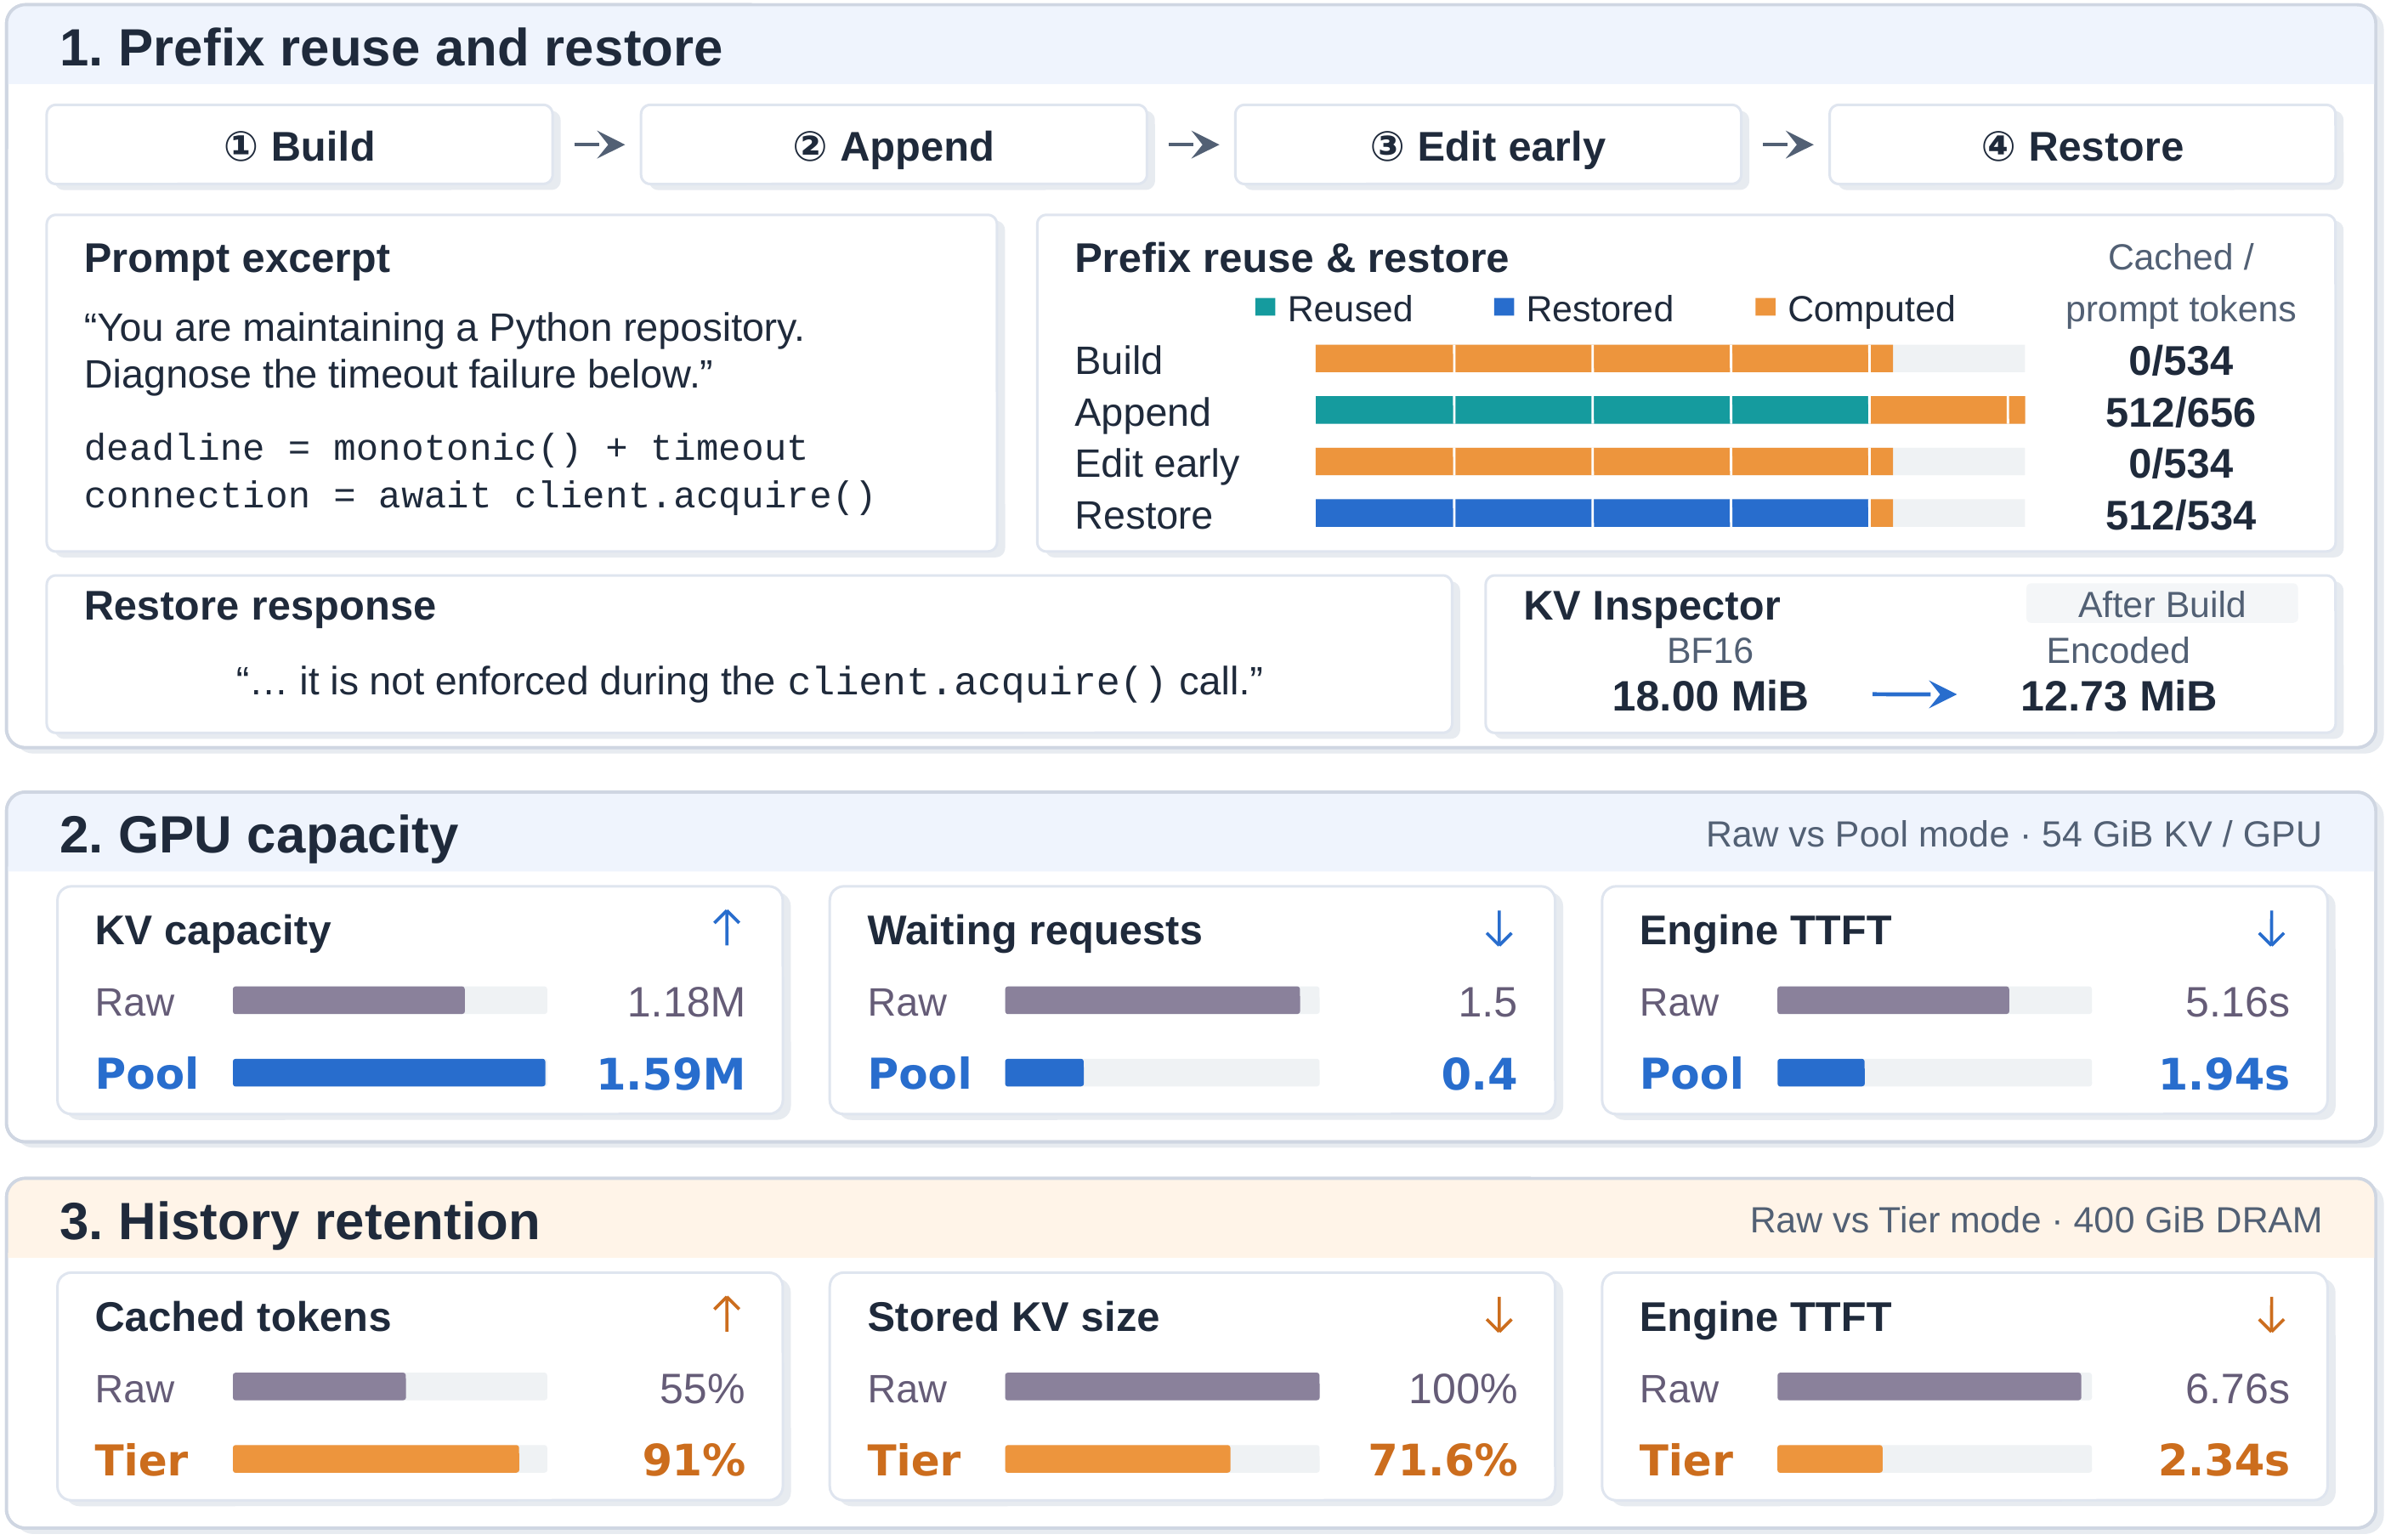 1. Prefix reuse and restore
① Build
② Append
③ Edit early
④ Restore
Prompt excerpt
“You are maintaining a Python repository.
Diagnose the timeout failure below.”
deadline = monotonic() + timeout
connection = await client.acquire()
Prefix reuse & restore
Cached /
prompt tokens
Reused
Restored
Computed
Build 0/534
Append 512/656
Edit early 0/534
Restore 512/534
Restore response
“… it is not enforced during the client.acquire() call.”
KV Inspector
After Build
BF16
Encoded
18.00 MiB
12.73 MiB
2. GPU capacity
Raw vs Pool mode · 54 GiB KV / GPU
KV capacity ↑
Raw 1.18M
Pool 1.59M
Waiting requests ↓
Raw 1.5
Pool 0.4
Engine TTFT ↓
Raw 5.16s
Pool 1.94s
3. History retention
Raw vs Tier mode · 400 GiB DRAM
Cached tokens ↑
Raw 55%
Tier 91%
Stored KV size ↓
Raw 100%
Tier 71.6%
Engine TTFT ↓
Raw 6.76s
Tier 2.34s